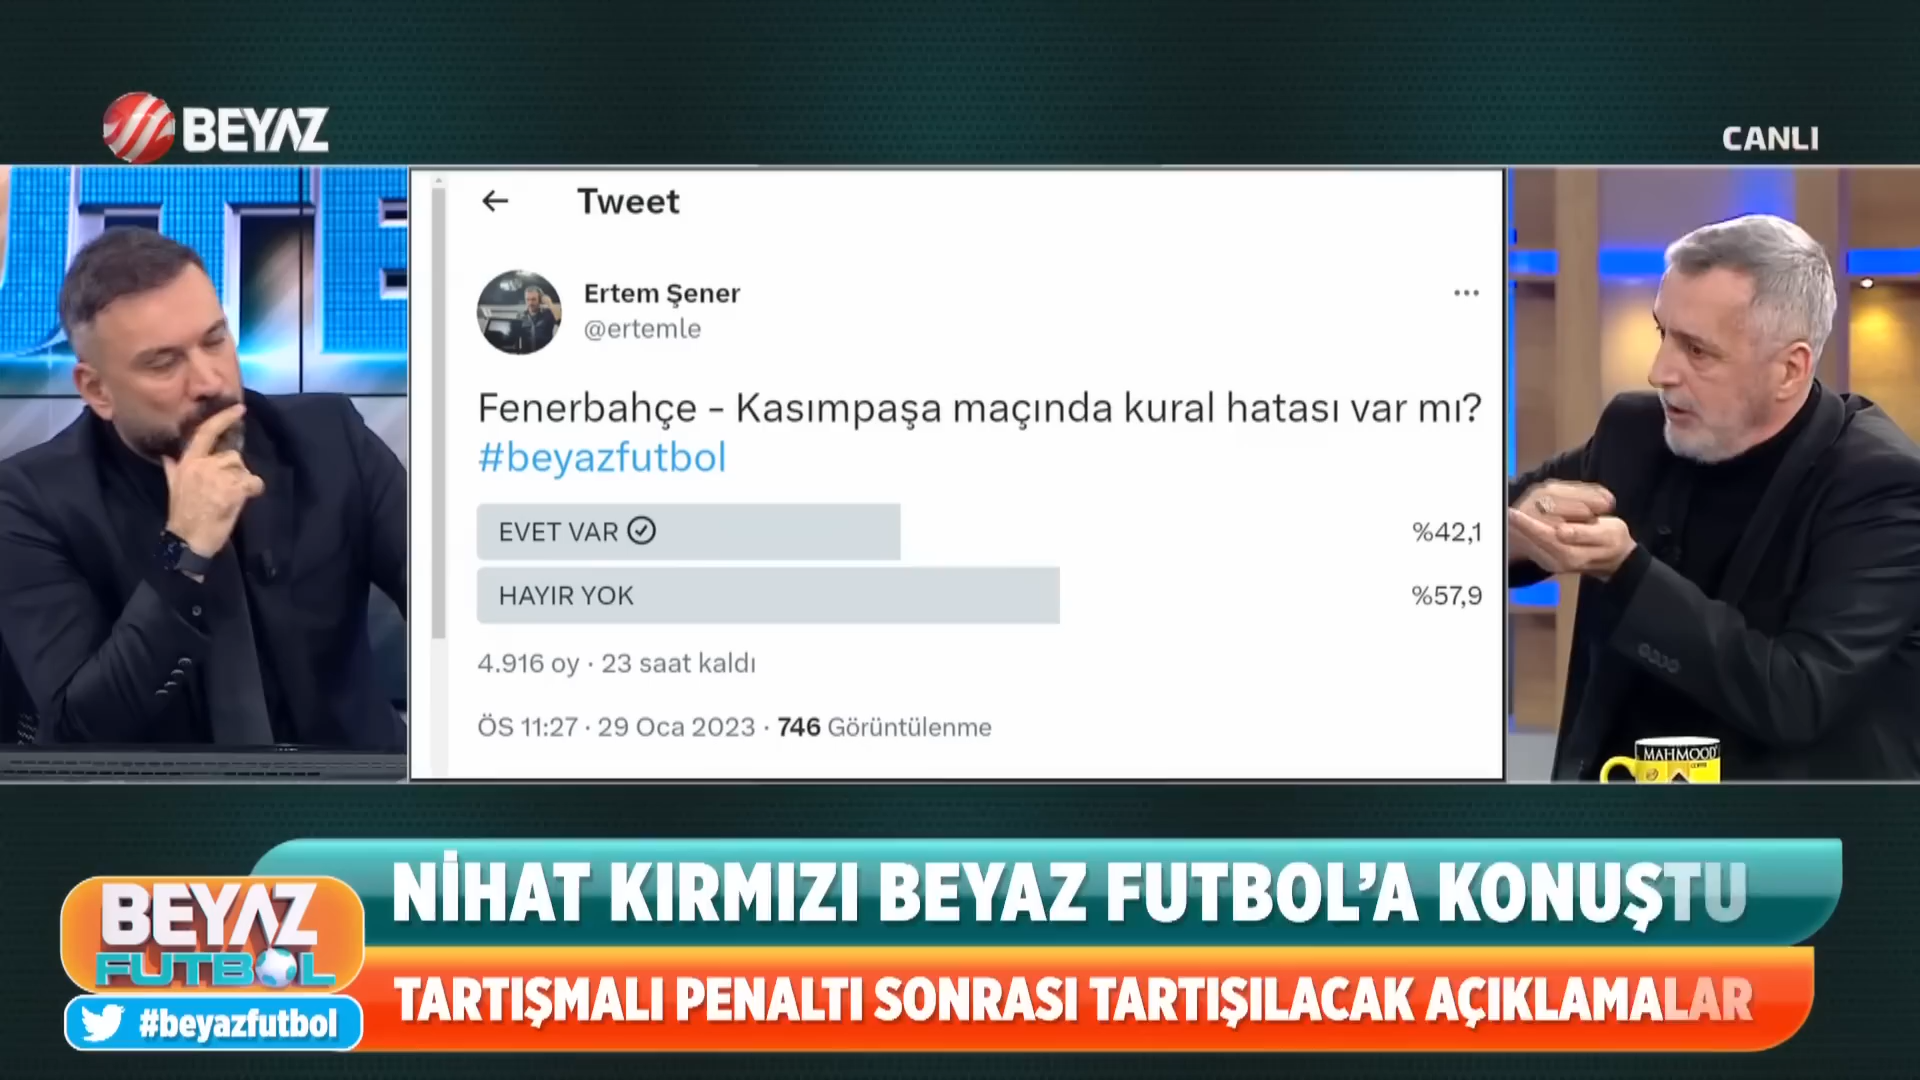 BEYAZ
CANLI
Tweet
Ertem Şener
@ertemle
Fenerbahçe - Kasımpaşa maçında kural hatası var mı?
#beyazfutbol
EVET VAR
%42,1
HAYIR YOK
%57,9
4.916 oy · 23 saat kaldı
ÖS 11:27 · 29 Oca 2023 · 746 Görüntülenme
MAHMOOD
NİHAT KIRMIZI BEYAZ FUTBOL'A KONUŞTU
BEYAZ
FUTBOL
TARTIŞMALI PENALTI SONRASI TARTIŞILACAK AÇIKLAMALAR
#beyazfutbol